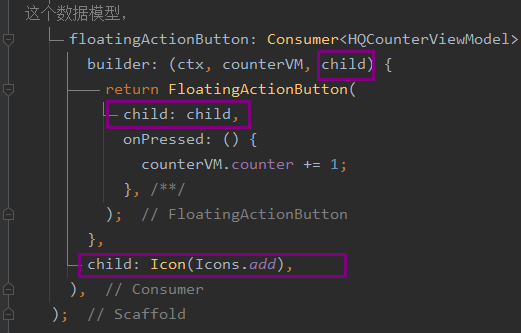 这个数据模型，
floatingActionButton: Consumer<HQCounterViewModel>
builder: (ctx, counterVM, child) {
return FloatingActionButton(
child: child,
onPressed: () {
counterVM.counter += 1;
}, /**/
); // FloatingActionButton
},
child: Icon(Icons.add),
), // Consumer
); // Scaffold